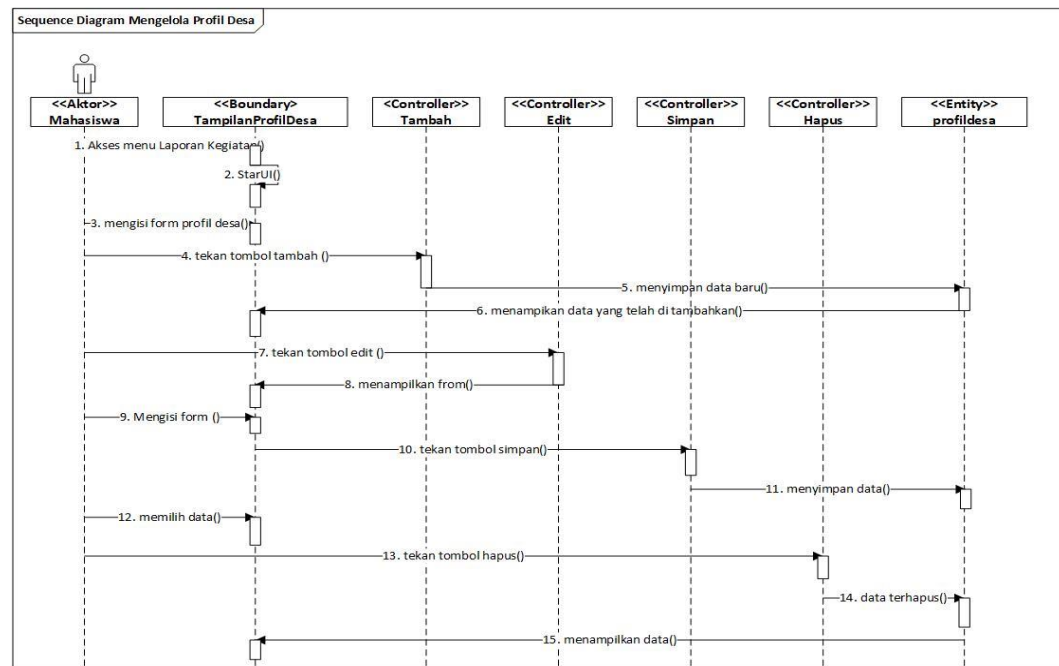 Sequence Diagram Mengelola Profil Desa
<<Aktor>>
Mahasiswa
<<Boundary>
TampilanProfilDesa
<Controller>>
Tambah
<<Controller>>
Edit
<<Controller>>
Simpan
<<Controller>>
Hapus
<<Entity>>
profildesa
1. Akses menu Laporan Kegiatan()
2. StarUI()
3. mengisi form profil desa()
4. tekan tombol tambah ()
5. menyimpan data baru()
6. menampikan data yang telah di tambahkan()
7. tekan tombol edit ()
8. menampilkan from()
9. Mengisi form ()
10. tekan tombol simpan()
11. menyimpan data()
12. memilih data()
13. tekan tombol hapus()
14. data terhapus()
15. menampilkan data()